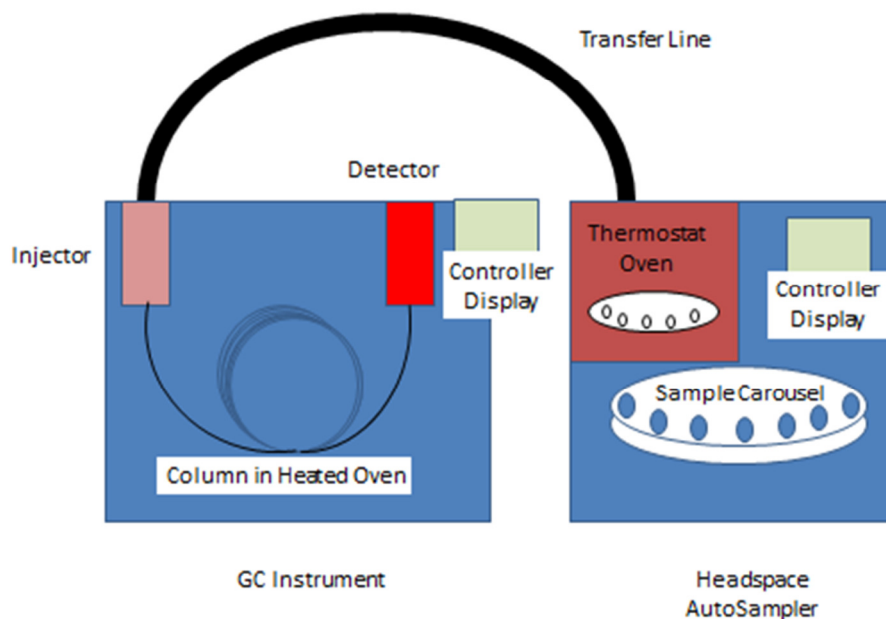 Transfer Line
Detector
Injector
Controller
Display
Thermostat
Oven
Controller
Display
Sample Carousel
Column in Heated Oven
GC Instrument
Headspace
AutoSampler